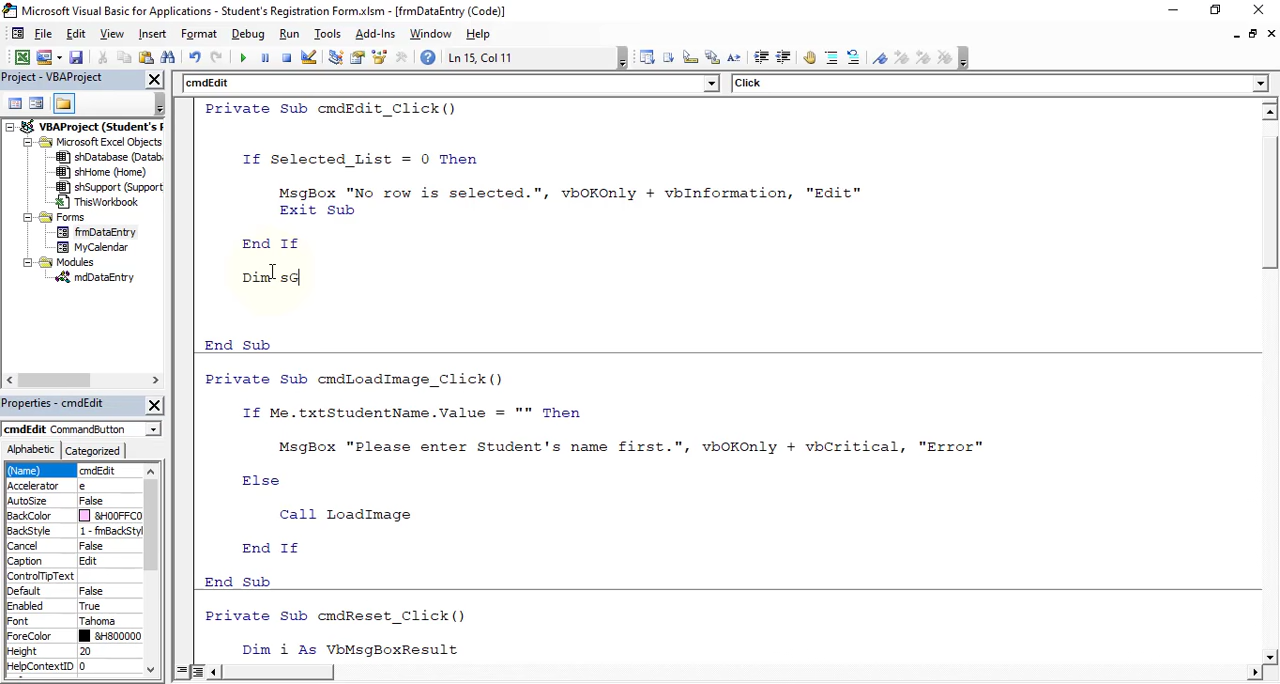 Microsoft Visual Basic for Applications - Student's Registration Form.xlsm - [frmDataEntry (Code)]
File Edit View Insert Format Debug Run Tools Add-Ins Window Help
Ln 15, Col 11
Project - VBAProject
VBAProject (Student's F
Microsoft Excel Objects
shDatabase (Datab
shHome (Home)
shSupport (Support
ThisWorkbook
Forms
frmDataEntry
MyCalendar
Modules
mdDataEntry
Properties - cmdEdit
cmdEdit CommandButton
Alphabetic Categorized
(Name) cmdEdit
Accelerator e
AutoSize False
BackColor &H00FFC0
BackStyle 1 - fmBackStyl
Cancel False
Caption Edit
ControlTipText
Default False
Enabled True
Font Tahoma
ForeColor &H800000
Height 20
HelpContextID 0
cmdEdit Click
Private Sub cmdEdit_Click()
If Selected_List = 0 Then
MsgBox "No row is selected.", vbOKOnly + vbInformation, "Edit"
Exit Sub
End If
Dim sG
End Sub
Private Sub cmdLoadImage_Click()
If Me.txtStudentName.Value = "" Then
MsgBox "Please enter Student's name first.", vbOKOnly + vbCritical, "Error"
Else
Call LoadImage
End If
End Sub
Private Sub cmdReset_Click()
Dim i As VbMsgBoxResult